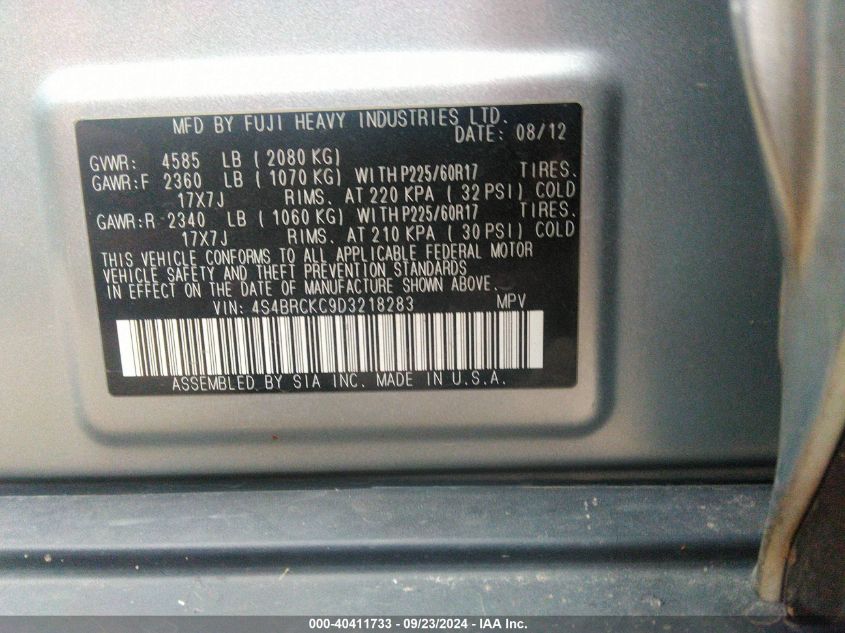 MFD BY FUJI HEAVY INDUSTRIES LTD.
DATE: 08/12
GVWR: 4585 LB (2080 KG)
GAWR:F 2360 LB (1070 KG) WITH P225/60R17 TIRES.
17X7J RIMS. AT 220 KPA (32 PSI) COLD
GAWR:R 2340 LB (1060 KG) WITH P225/60R17 TIRES.
17X7J RIMS. AT 210 KPA (30 PSI) COLD
THIS VEHICLE CONFORMS TO ALL APPLICABLE FEDERAL MOTOR
VEHICLE SAFETY AND THEFT PREVENTION STANDARDS
IN EFFECT ON THE DATE OF MANUFACTURE SHOWN ABOVE.
VIN: 4S4BRCKC9D3218283 MPV
ASSEMBLED BY SIA INC. MADE IN U.S.A.
000-40411733 - 09/23/2024 - IAA Inc.